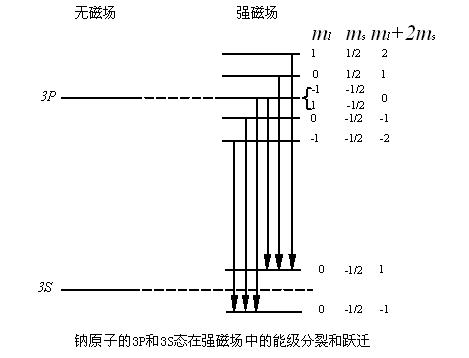 无磁场 强磁场 ml ms ml+2ms
1 1/2 2
0 1/2 1
-1 -1/2
3P 0
1 -1/2
0 -1/2 -1
-1 -1/2 -2
0 -1/2 1
3S
0 -1/2 -1
钠原子的3P和3S态在强磁场中的能级分裂和跃迁